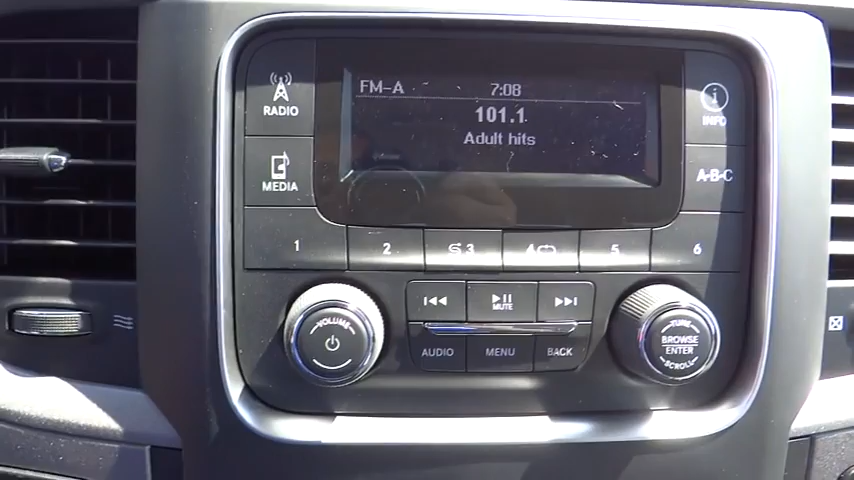 FM-A 7:08
101.1
Adult hits
RADIO
MEDIA
INFO
A-B-C
1 2 3 4 5 6
MUTE
VOLUME
AUDIO MENU BACK
TUNE
BROWSE
ENTER
SCROLL